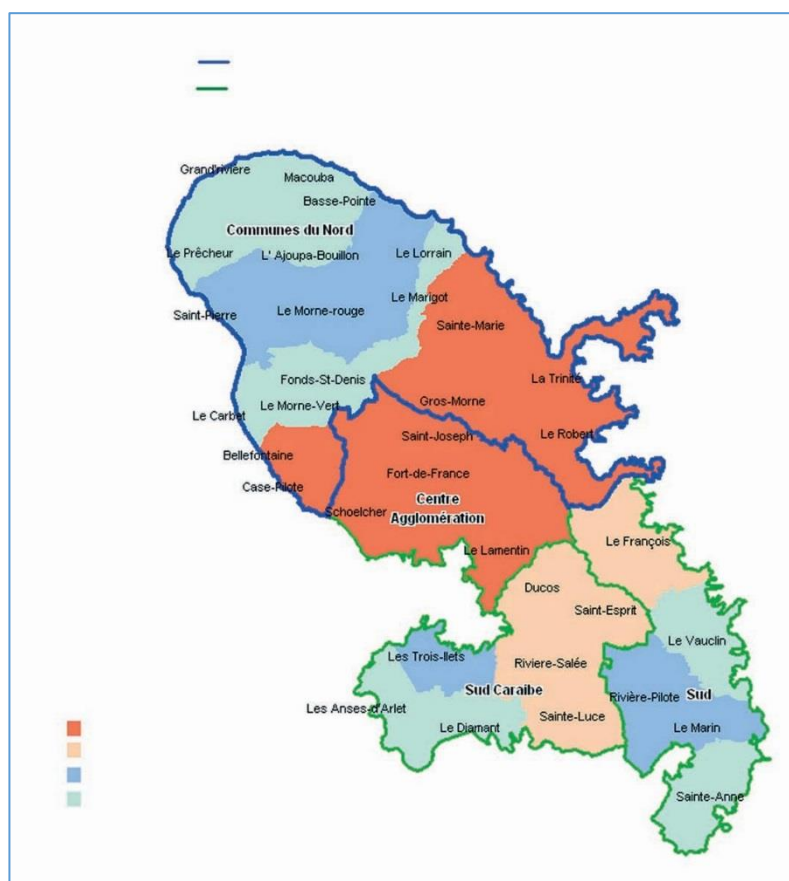 Grand'rivière
Macouba
Basse-Pointe
Communes du Nord
Le Prêcheur
L' Ajoupa-Bouillon
Le Lorrain
Le Marigot
Saint-Pierre
Le Morne-rouge
Sainte-Marie
Fonds-St-Denis
La Trinité
Le Morne-Vert
Gros-Morne
Le Carbet
Saint-Joseph
Le Robert
Bellefontaine
Fort-de-France
Case-Pilote
Centre
Agglomération
Schoelcher
Le François
Le Lamentin
Ducos
Saint-Esprit
Le Vauclin
Les Trois-Ilets
Riviere-Salée
Sud Caraibe
Rivière-Pilote
Sud
Les Anses-d'Arlet
Sainte-Luce
Le Diamant
Le Marin
Sainte-Anne